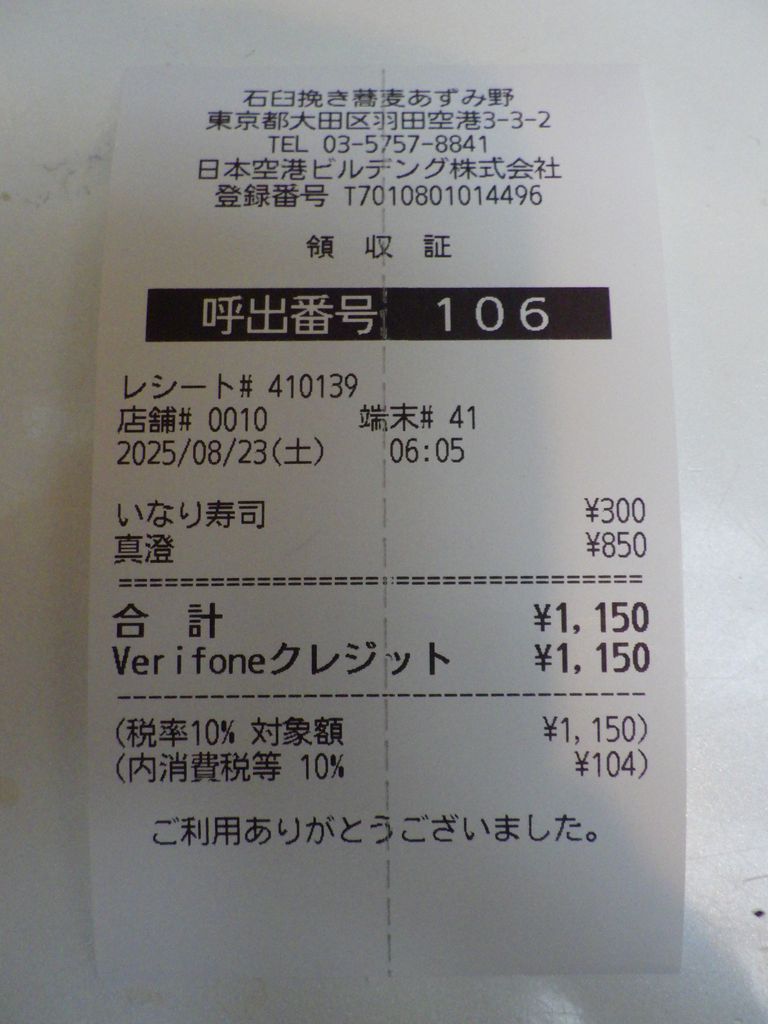 石臼挽き蕎麦あずみ野
東京都大田区羽田空港3-3-2
TEL 03-5757-8841
日本空港ビルデング株式会社
登録番号 T7010801014496
領 収 証
呼出番号 106
レシート# 410139
店舗# 0010 端末# 41
2025/08/23(土) 06:05
いなり寿司 ¥300
真澄 ¥850
合 計 ¥1,150
Verifoneクレジット ¥1,150
(税率10% 対象額 ¥1,150)
(内消費税等 10% ¥104)
ご利用ありがとうございました。